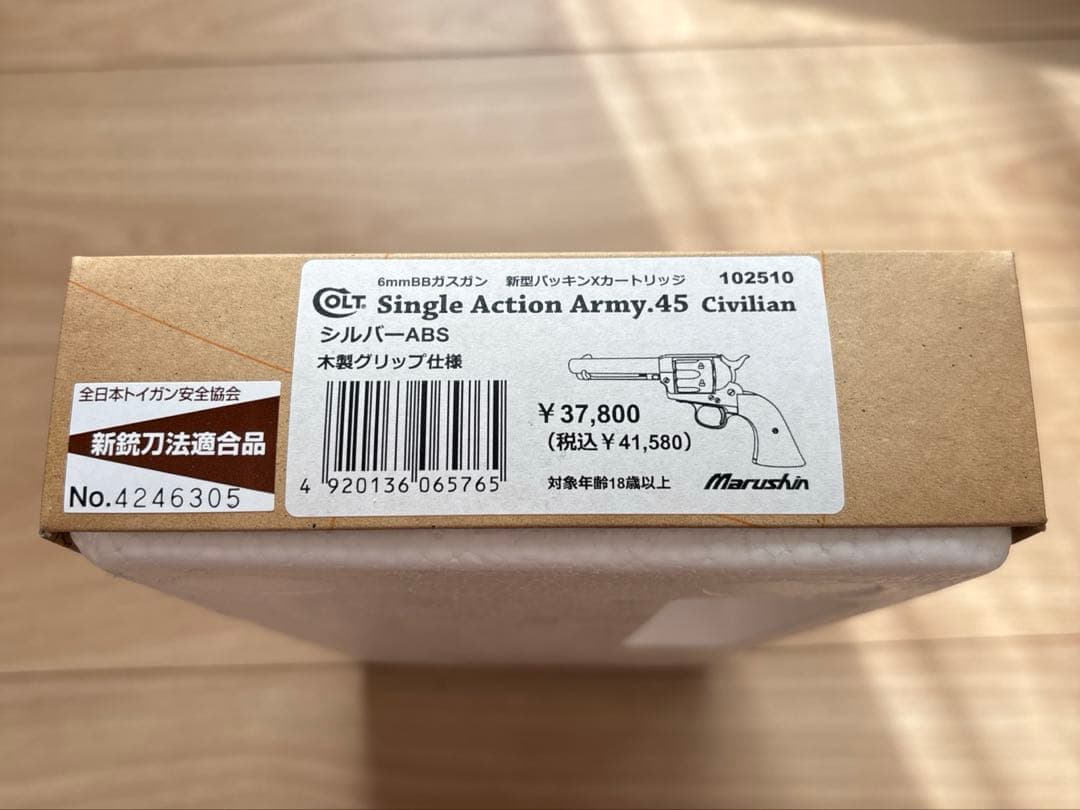 6mmBBガスガン 新型パッキンXカートリッジ 102510
COLT Single Action Army.45 Civilian
シルバーABS
木製グリップ仕様
¥37,800
(税込¥41,580)
4 920136 065765
対象年齢18歳以上 Marushin
全日本トイガン安全協会
新銃刀法適合品
No.4246305